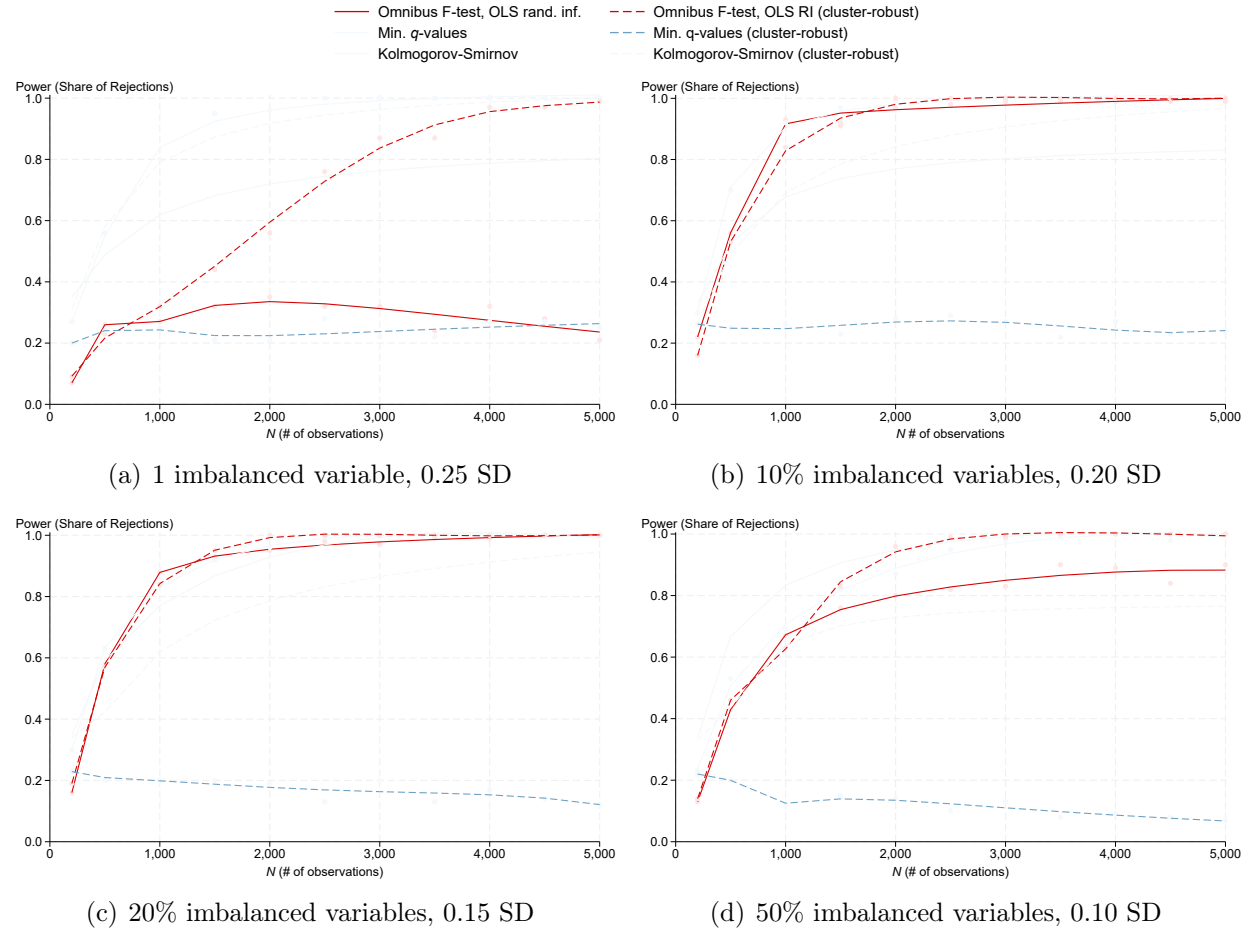 Omnibus F-test, OLS rand. inf.
Omnibus F-test, OLS RI (cluster-robust)
Min. q-values
Min. q-values (cluster-robust)
Kolmogorov-Smirnov
Kolmogorov-Smirnov (cluster-robust)
Power (Share of Rejections)
1.0
0.8
0.6
0.4
0.2
0.0
0 1,000 2,000 3,000 4,000 5,000
N (# of observations)
(a) 1 imbalanced variable, 0.25 SD
Power (Share of Rejections)
1.0
0.8
0.6
0.4
0.2
0.0
0 1,000 2,000 3,000 4,000 5,000
N # of observations
(b) 10% imbalanced variables, 0.20 SD
Power (Share of Rejections)
1.0
0.8
0.6
0.4
0.2
0.0
0 1,000 2,000 3,000 4,000 5,000
N (# of observations)
(c) 20% imbalanced variables, 0.15 SD
Power (Share of Rejections)
1.0
0.8
0.6
0.4
0.2
0.0
0 1,000 2,000 3,000 4,000 5,000
N (# of observations)
(d) 50% imbalanced variables, 0.10 SD